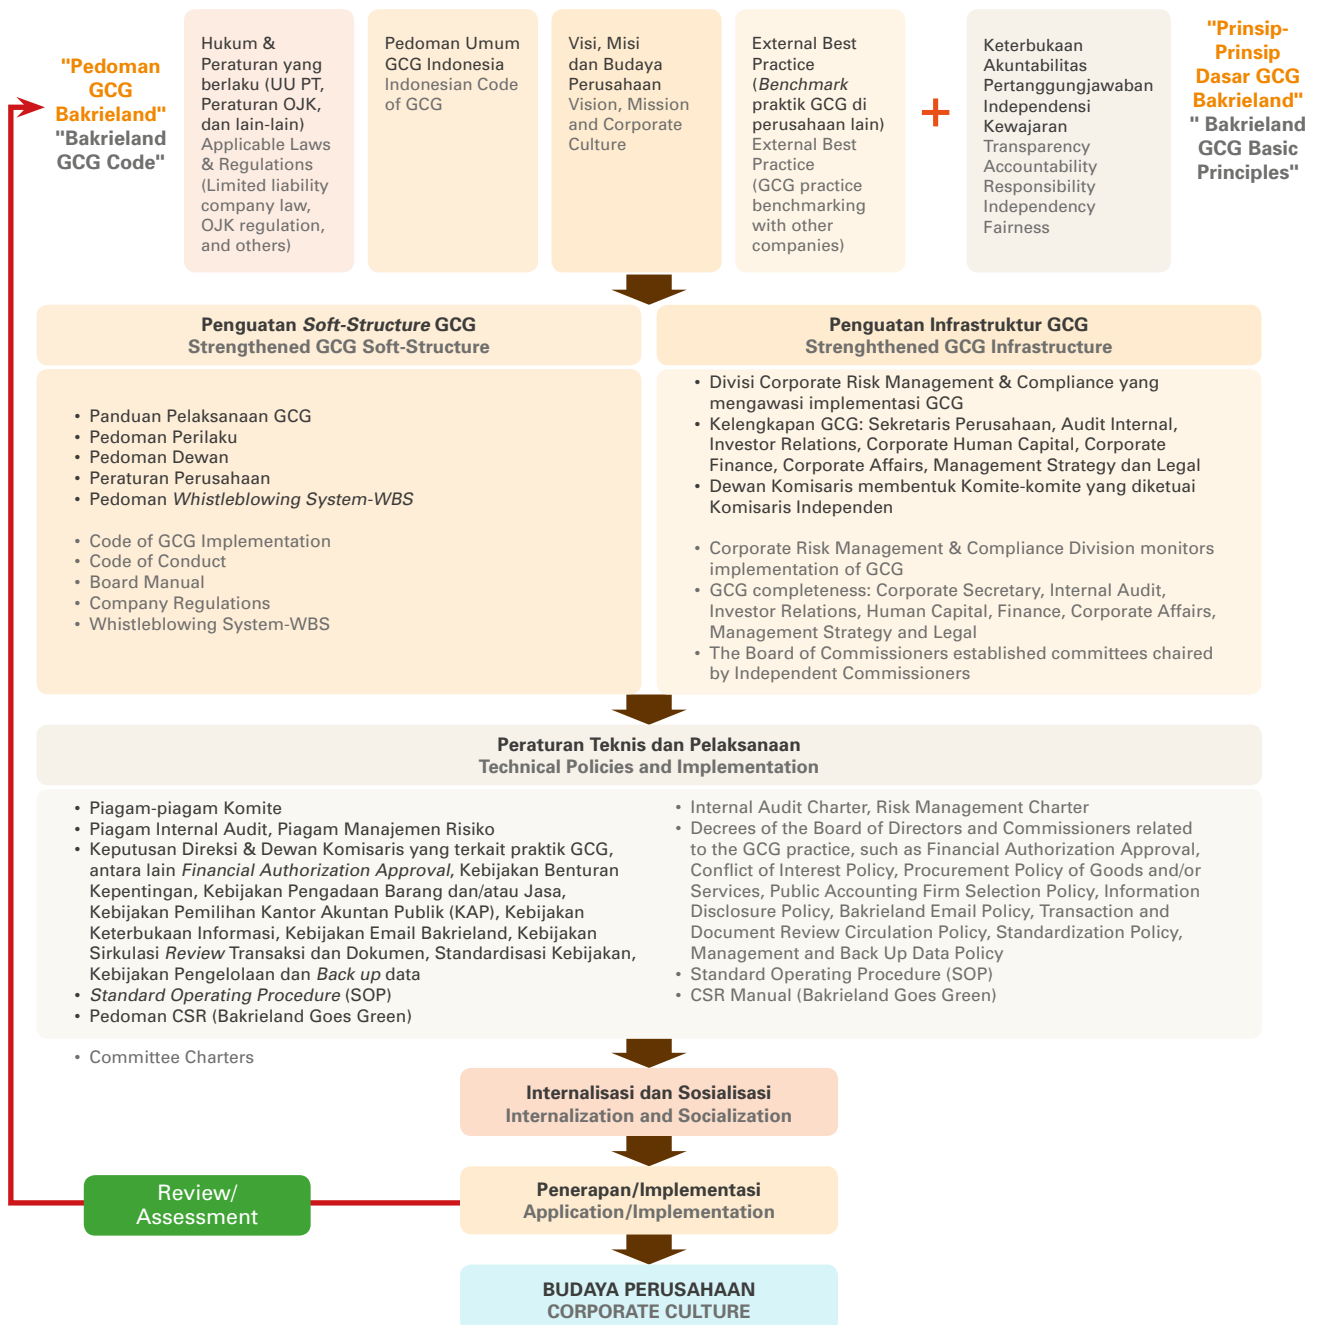 "Pedoman
GCG
Bakrieland"
"Bakrieland
GCG Code"
Hukum &
Peraturan yang
berlaku (UU PT,
Peraturan OJK,
dan lain-lain)
Applicable Laws
& Regulations
(Limited liability
company law,
OJK regulation,
and others)
Pedoman Umum
GCG Indonesia
Indonesian Code
of GCG
Visi, Misi
dan Budaya
Perusahaan
Vision, Mission
and Corporate
Culture
External Best
Practice
(Benchmark
praktik GCG di
perusahaan lain)
External Best
Practice
(GCG practice
benchmarking
with other
companies)
+
Keterbukaan
Akuntabilitas
Pertanggungjawaban
Independensi
Kewajaran
Transparency
Accountability
Responsibility
Independency
Fairness
"Prinsip-
Prinsip
Dasar GCG
Bakrieland"
" Bakrieland
GCG Basic
Principles"
Penguatan Soft-Structure GCG
Strengthened GCG Soft-Structure
• Panduan Pelaksanaan GCG
• Pedoman Perilaku
• Pedoman Dewan
• Peraturan Perusahaan
• Pedoman Whistleblowing System-WBS
• Code of GCG Implementation
• Code of Conduct
• Board Manual
• Company Regulations
• Whistleblowing System-WBS
Penguatan Infrastruktur GCG
Strenghthened GCG Infrastructure
• Divisi Corporate Risk Management & Compliance yang
mengawasi implementasi GCG
• Kelengkapan GCG: Sekretaris Perusahaan, Audit Internal,
Investor Relations, Corporate Human Capital, Corporate
Finance, Corporate Affairs, Management Strategy dan Legal
• Dewan Komisaris membentuk Komite-komite yang diketuai
Komisaris Independen
• Corporate Risk Management & Compliance Division monitors
implementation of GCG
• GCG completeness: Corporate Secretary, Internal Audit,
Investor Relations, Human Capital, Finance, Corporate Affairs,
Management Strategy and Legal
• The Board of Commissioners established committees chaired
by Independent Commissioners
Peraturan Teknis dan Pelaksanaan
Technical Policies and Implementation
• Piagam-piagam Komite
• Piagam Internal Audit, Piagam Manajemen Risiko
• Keputusan Direksi & Dewan Komisaris yang terkait praktik GCG,
antara lain Financial Authorization Approval, Kebijakan Benturan
Kepentingan, Kebijakan Pengadaan Barang dan/atau Jasa,
Kebijakan Pemilihan Kantor Akuntan Publik (KAP), Kebijakan
Keterbukaan Informasi, Kebijakan Email Bakrieland, Kebijakan
Sirkulasi Review Transaksi dan Dokumen, Standardisasi Kebijakan,
Kebijakan Pengelolaan dan Back up data
• Standard Operating Procedure (SOP)
• Pedoman CSR (Bakrieland Goes Green)
• Committee Charters
• Internal Audit Charter, Risk Management Charter
• Decrees of the Board of Directors and Commissioners related
to the GCG practice, such as Financial Authorization Approval,
Conflict of Interest Policy, Procurement Policy of Goods and/or
Services, Public Accounting Firm Selection Policy, Information
Disclosure Policy, Bakrieland Email Policy, Transaction and
Document Review Circulation Policy, Standardization Policy,
Management and Back Up Data Policy
• Standard Operating Procedure (SOP)
• CSR Manual (Bakrieland Goes Green)
Internalisasi dan Sosialisasi
Internalization and Socialization
Review/
Assessment
Penerapan/Implementasi
Application/Implementation
BUDAYA PERUSAHAAN
CORPORATE CULTURE